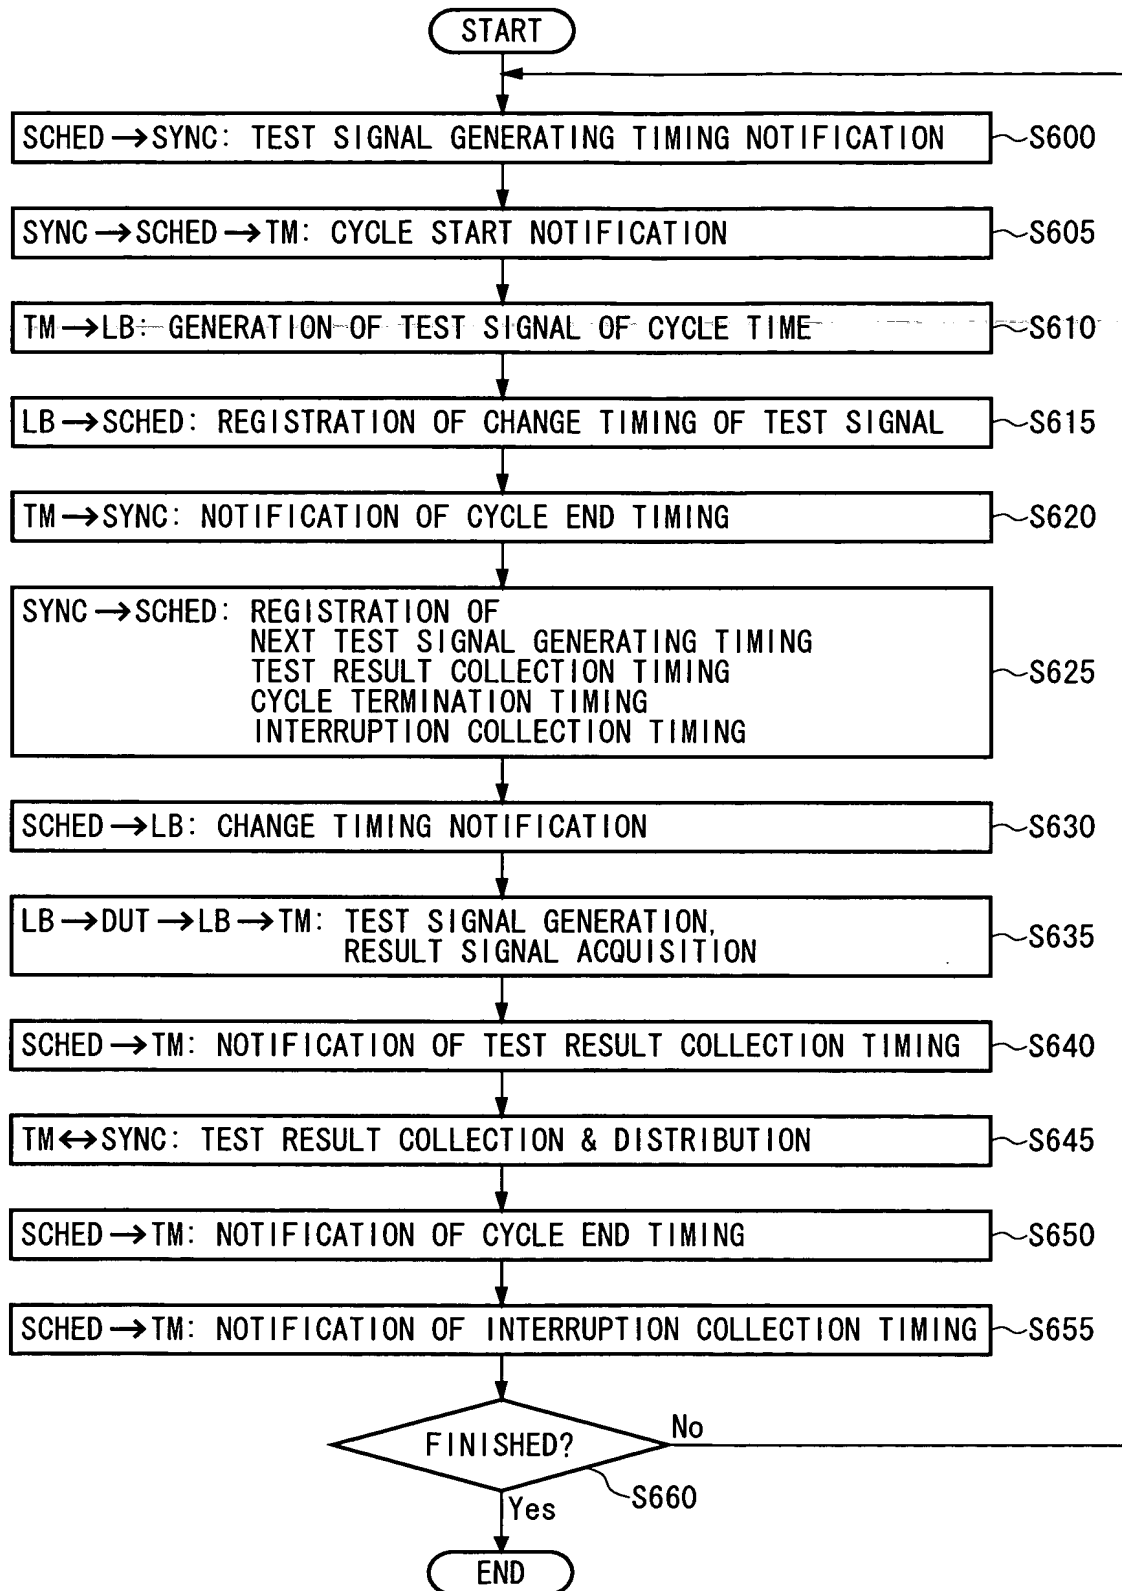 START
SCHED→SYNC: TEST SIGNAL GENERATING TIMING NOTIFICATION
S600
SYNC→SCHED→TM: CYCLE START NOTIFICATION
S605
TM→LB: GENERATION OF TEST SIGNAL OF CYCLE TIME
S610
LB→SCHED: REGISTRATION OF CHANGE TIMING OF TEST SIGNAL
S615
TM→SYNC: NOTIFICATION OF CYCLE END TIMING
S620
SYNC→SCHED: REGISTRATION OF
NEXT TEST SIGNAL GENERATING TIMING
TEST RESULT COLLECTION TIMING
CYCLE TERMINATION TIMING
INTERRUPTION COLLECTION TIMING
S625
SCHED→LB: CHANGE TIMING NOTIFICATION
S630
LB→DUT→LB→TM: TEST SIGNAL GENERATION,
RESULT SIGNAL ACQUISITION
S635
SCHED→TM: NOTIFICATION OF TEST RESULT COLLECTION TIMING
S640
TM↔SYNC: TEST RESULT COLLECTION & DISTRIBUTION
S645
SCHED→TM: NOTIFICATION OF CYCLE END TIMING
S650
SCHED→TM: NOTIFICATION OF INTERRUPTION COLLECTION TIMING
S655
FINISHED?
No
S660
Yes
END